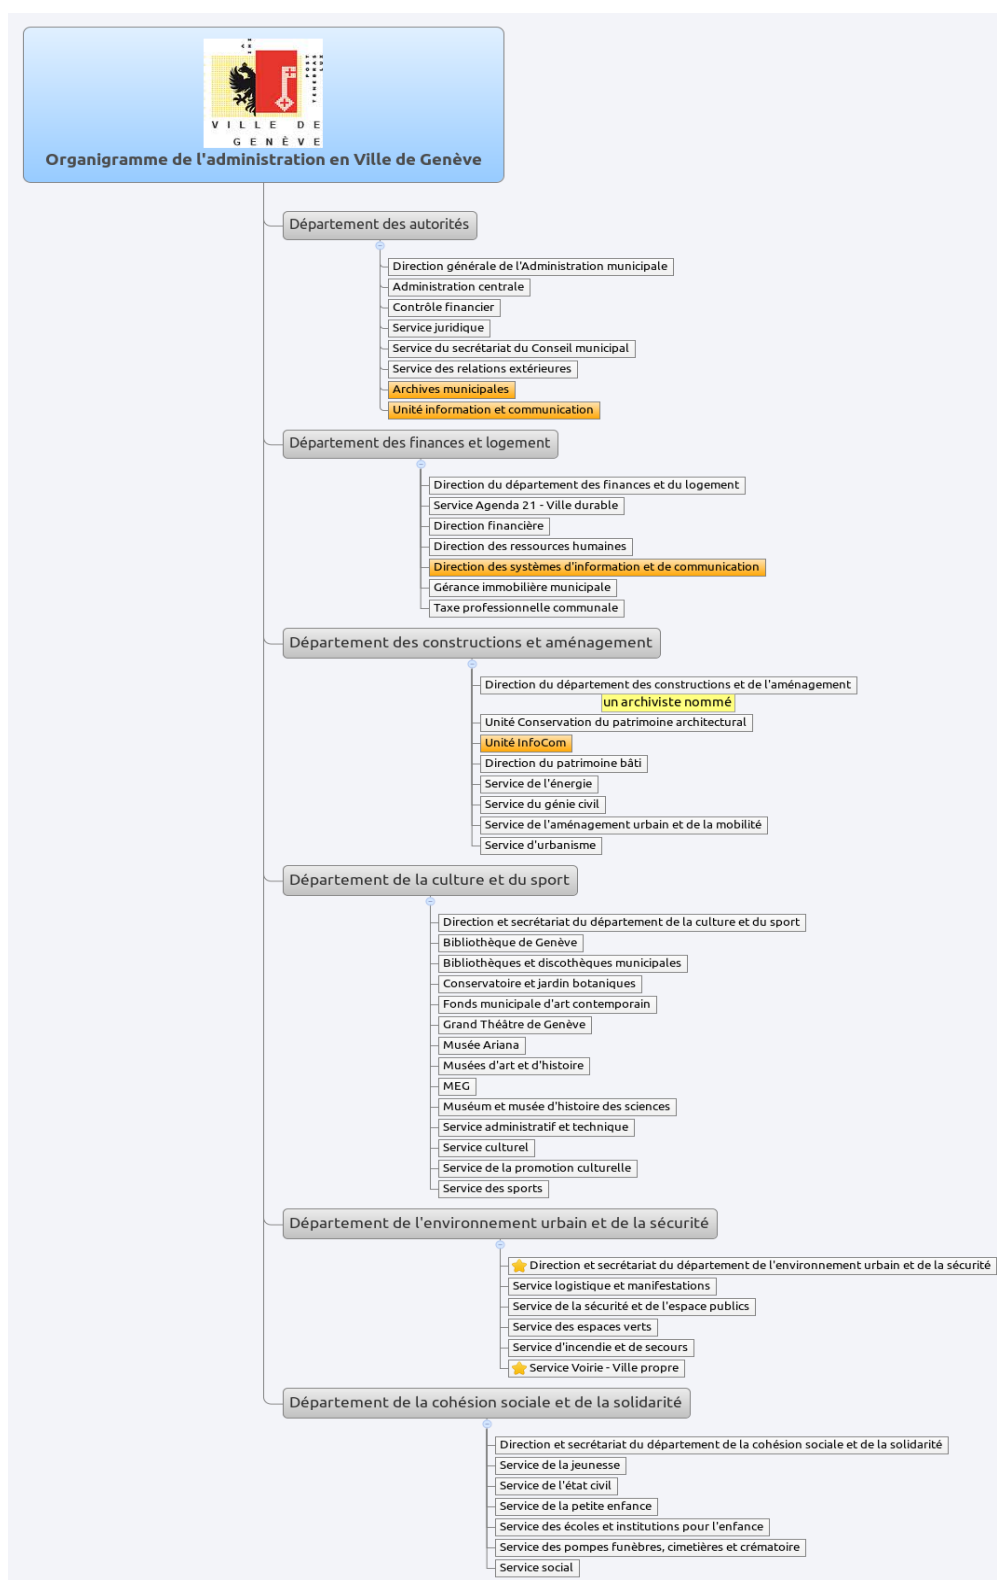 POST
TENEBRAS
LUX
VILLE DE
GENÈVE
Organigramme de l'administration en Ville de Genève
Département des autorités
Direction générale de l'Administration municipale
Administration centrale
Contrôle financier
Service juridique
Service du secrétariat du Conseil municipal
Service des relations extérieures
Archives municipales
Unité information et communication
Département des finances et logement
Direction du département des finances et du logement
Service Agenda 21 - Ville durable
Direction financière
Direction des ressources humaines
Direction des systèmes d'information et de communication
Gérance immobilière municipale
Taxe professionnelle communale
Département des constructions et aménagement
Direction du département des constructions et de l'aménagement
un archiviste nommé
Unité Conservation du patrimoine architectural
Unité InfoCom
Direction du patrimoine bâti
Service de l'énergie
Service du génie civil
Service de l'aménagement urbain et de la mobilité
Service d'urbanisme
Département de la culture et du sport
Direction et secrétariat du département de la culture et du sport
Bibliothèque de Genève
Bibliothèques et discothèques municipales
Conservatoire et jardin botaniques
Fonds municipale d'art contemporain
Grand Théâtre de Genève
Musée Ariana
Musées d'art et d'histoire
MEG
Muséum et musée d'histoire des sciences
Service administratif et technique
Service culturel
Service de la promotion culturelle
Service des sports
Département de l'environnement urbain et de la sécurité
Direction et secrétariat du département de l'environnement urbain et de la sécurité
Service logistique et manifestations
Service de la sécurité et de l'espace publics
Service des espaces verts
Service d'incendie et de secours
Service Voirie - Ville propre
Département de la cohésion sociale et de la solidarité
Direction et secrétariat du département de la cohésion sociale et de la solidarité
Service de la jeunesse
Service de l'état civil
Service de la petite enfance
Service des écoles et institutions pour l'enfance
Service des pompes funèbres, cimetières et crématoire
Service social